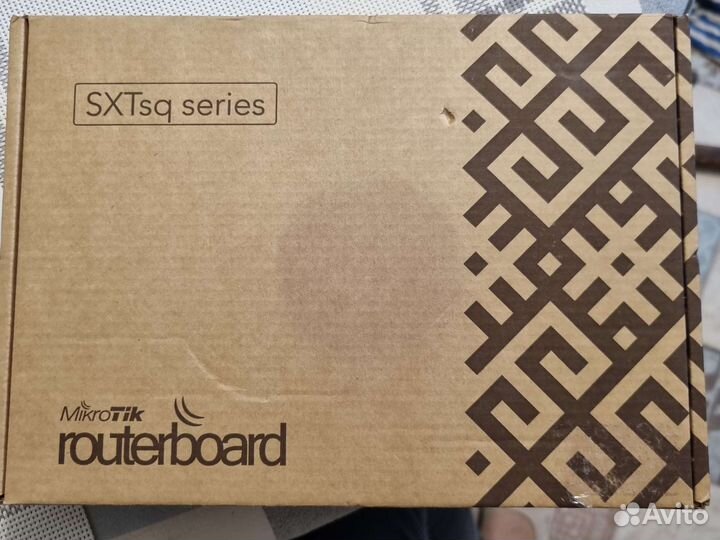 SXTsq series
MikroTik
routerboard
Avito